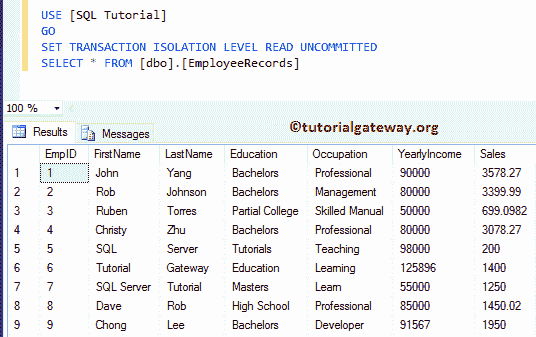 USE [SQL Tutorial]
GO
SET TRANSACTION ISOLATION LEVEL READ UNCOMMITTED
SELECT * FROM [dbo].[EmployeeRecords]
100 %
©tutorialgateway.org
Results Messages
EmpID FirstName LastName Education Occupation YearlyIncome Sales
1 1 John Yang Bachelors Professional 90000 3578.27
2 2 Rob Johnson Bachelors Management 80000 3399.99
3 3 Ruben Torres Partial College Skilled Manual 50000 699.0982
4 4 Christy Zhu Bachelors Professional 80000 3078.27
5 5 SQL Server Tutorials Teaching 98000 200
6 6 Tutorial Gateway Education Learning 125896 1400
7 7 SQL Server Tutorial Masters Learn 55000 1250
8 8 Dave Rob High School Professional 85000 1450.02
9 9 Chong Lee Bachelors Developer 91567 1950